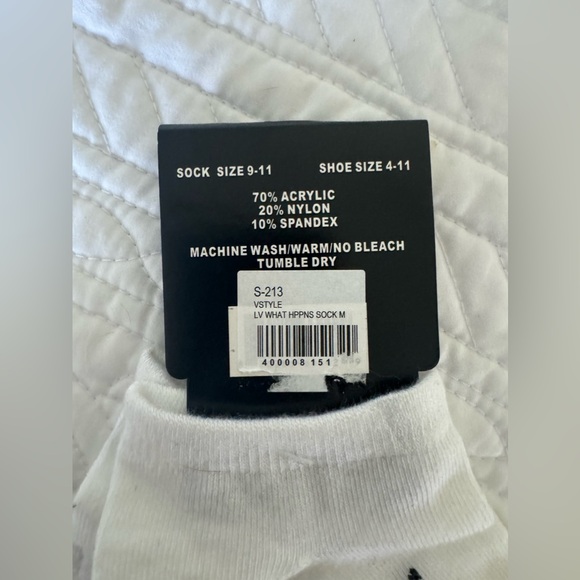 SOCK SIZE 9-11 SHOE SIZE 4-11
70% ACRYLIC
20% NYLON
10% SPANDEX
MACHINE WASH/WARM/NO BLEACH
TUMBLE DRY
S-213
VSTYLE
LV WHAT HPPNS SOCK M
400008 151